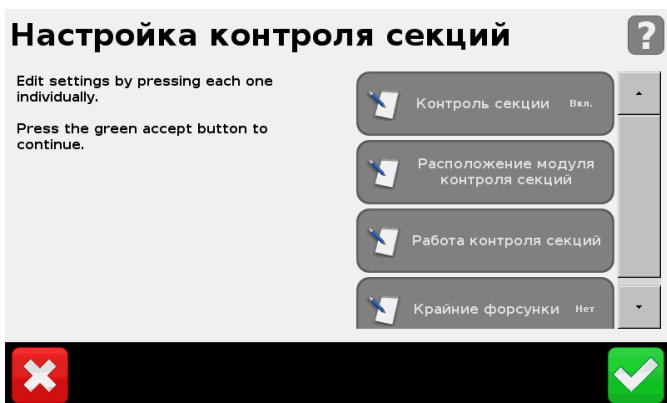 Настройка контроля секций
?
Edit settings by pressing each one
individually.
Press the green accept button to
continue.
Контроль секции Вкл.
Расположение модуля
контроля секций
Работа контроля секций
Крайние форсунки Нет